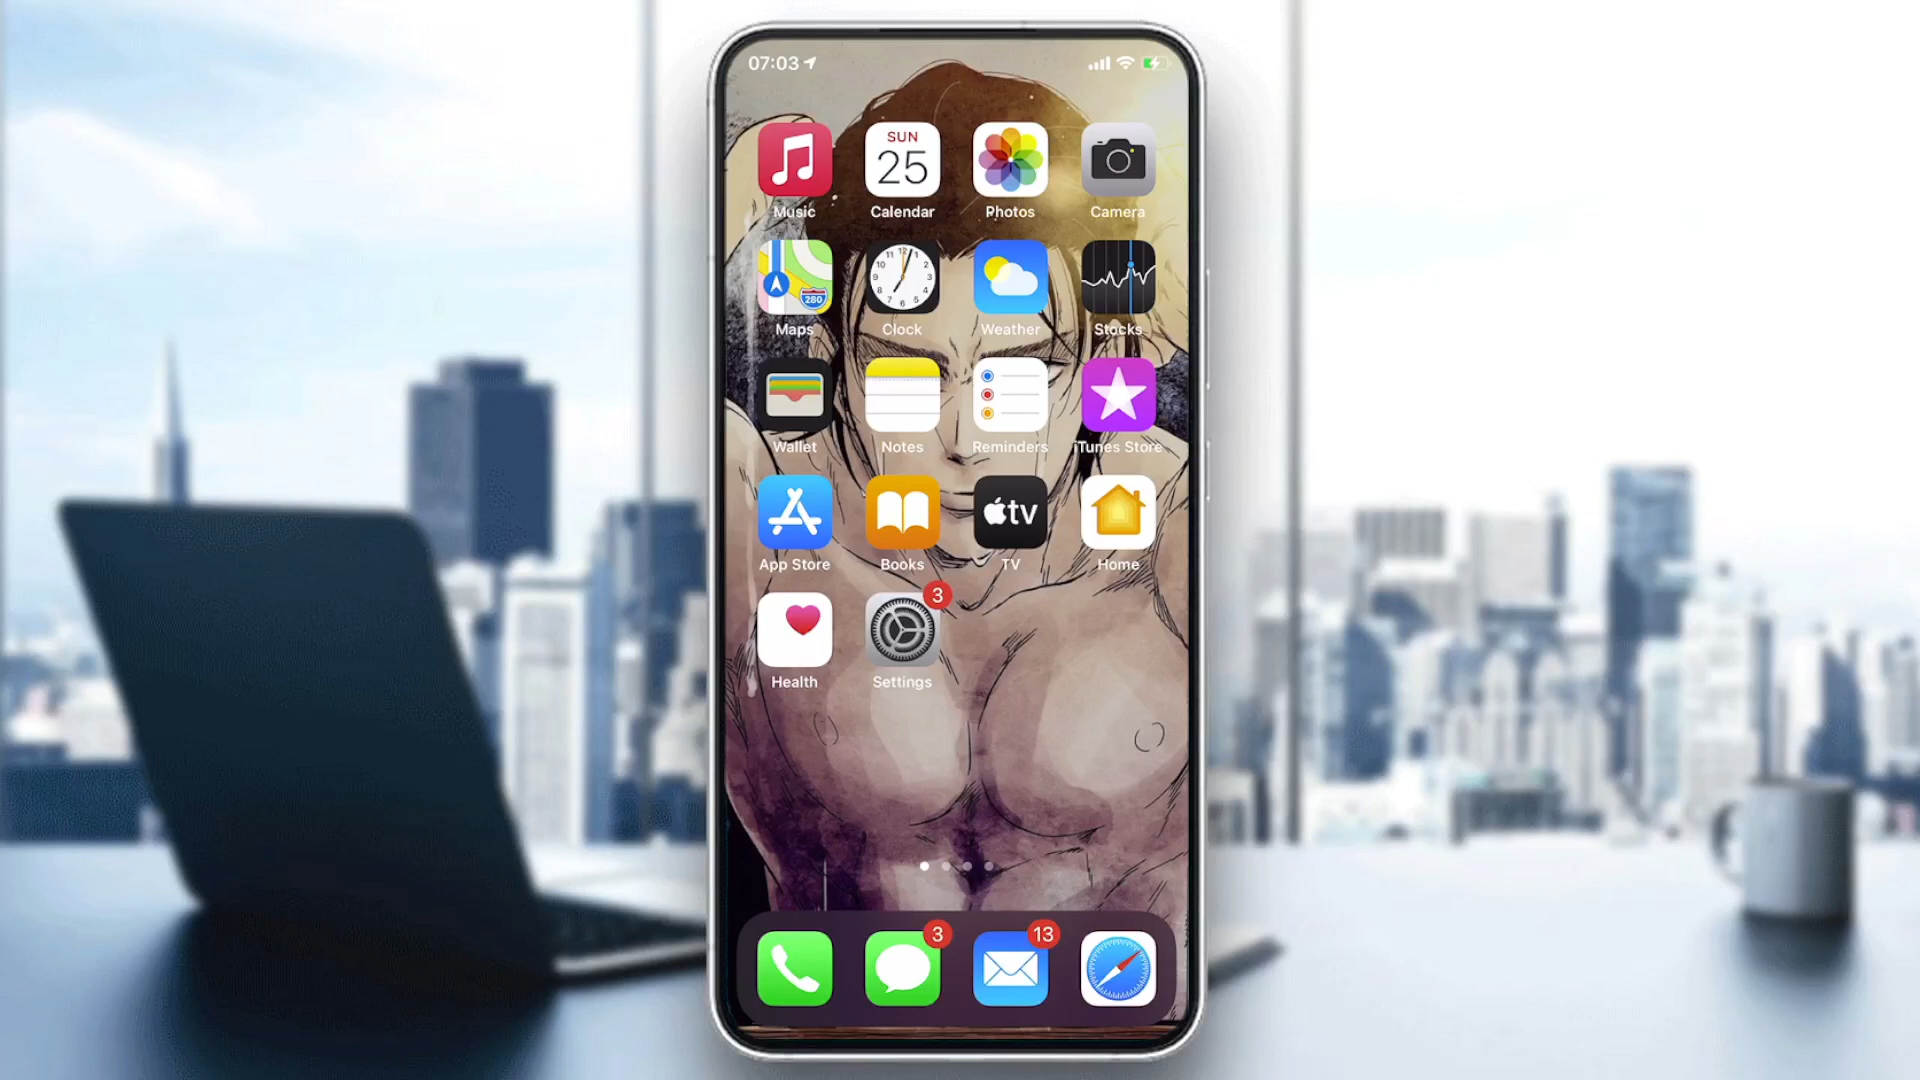 07:03
SUN
25
Music Calendar Photos Camera
280
Maps Clock Weather Stocks
Wallet Notes Reminders iTunes Store
tv
App Store Books TV Home
3
Health Settings
3 13